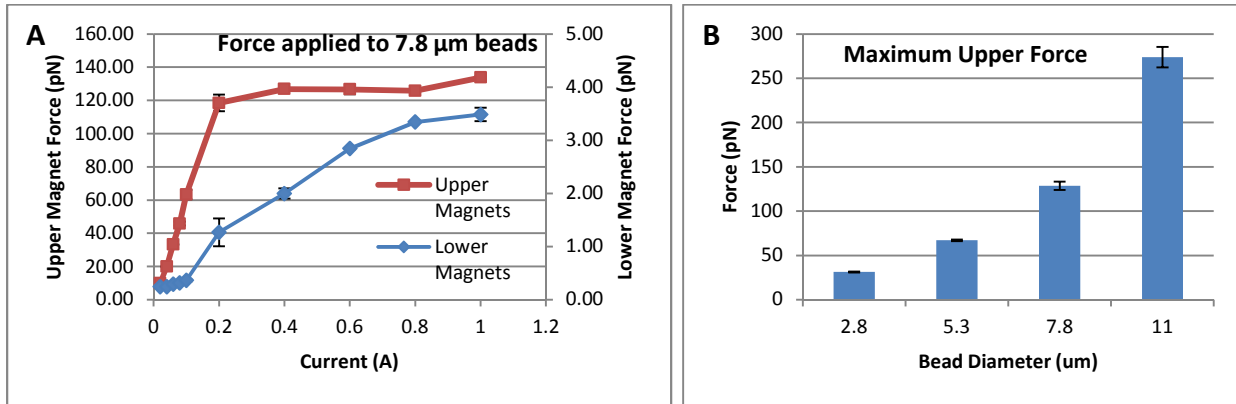 A
Force applied to 7.8 µm beads
Upper Magnet Force (pN)
160.00
140.00
120.00
100.00
80.00
60.00
40.00
20.00
0.00
Lower Magnet Force (pN)
5.00
4.00
3.00
2.00
1.00
0.00
Upper
Magnets
Lower
Magnets
0 0.2 0.4 0.6 0.8 1 1.2
Current (A)
B
Maximum Upper Force
Force (pN)
300
250
200
150
100
50
0
2.8 5.3 7.8 11
Bead Diameter (um)